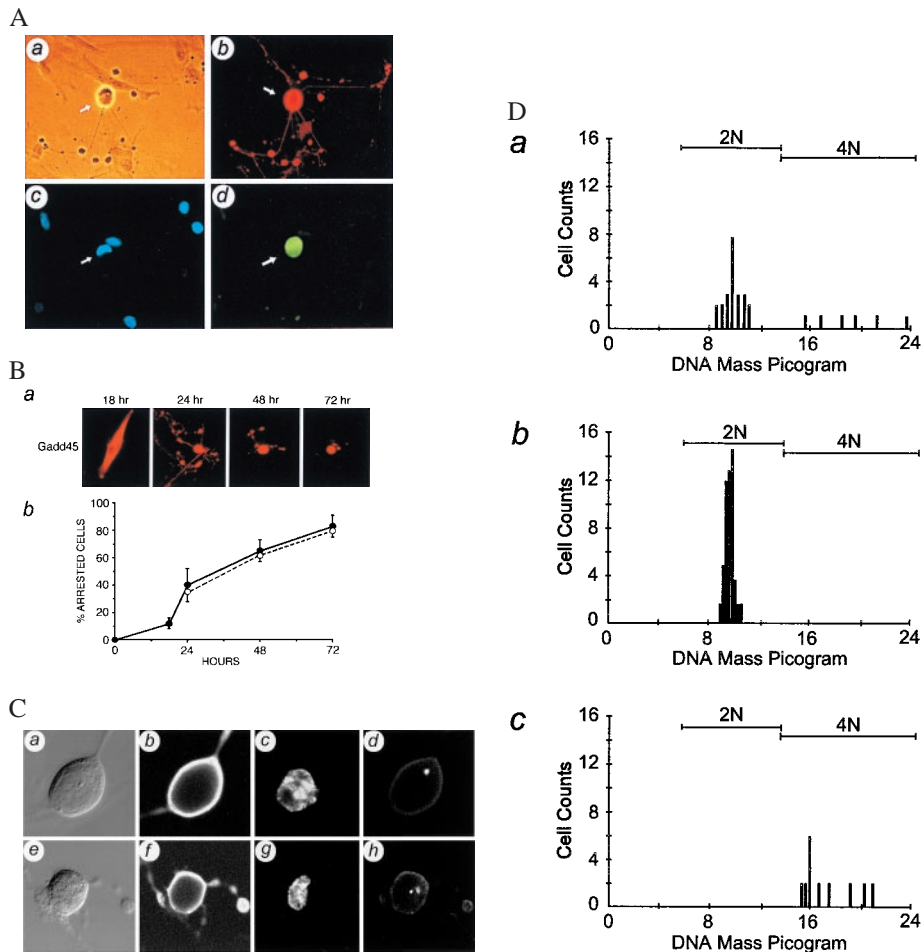 A
a b
c d
B
a
18 hr 24 hr 48 hr 72 hr
Gadd45
b
% ARRESTED CELLS
100
80
60
40
20
0
0 24 48 72
HOURS
C
a b c d
e f g h
D
a
2N
4N
Cell Counts
16
12
8
4
0
0 8 16 24
DNA Mass Picogram
b
2N
4N
Cell Counts
16
12
8
4
0
0 8 16 24
DNA Mass Picogram
c
2N
4N
Cell Counts
16
12
8
4
0
0 8 16 24
DNA Mass Picogram